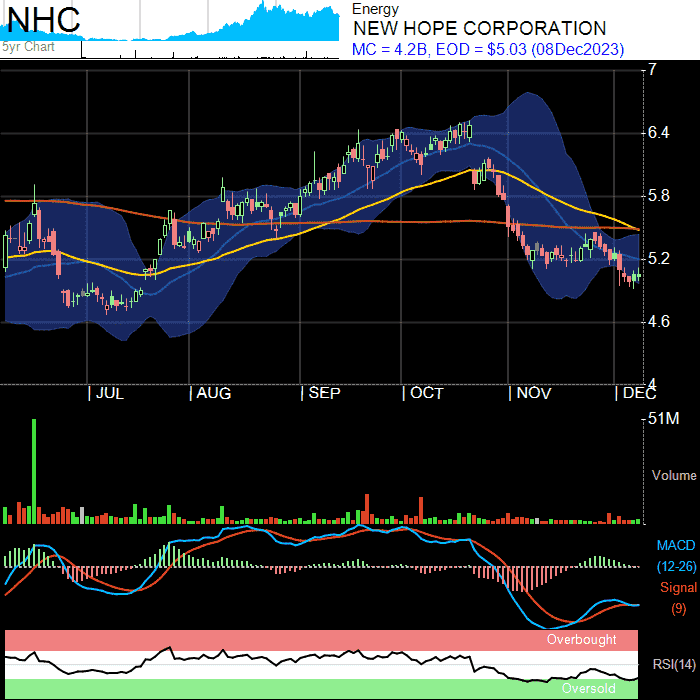 NHC
5yr Chart
Energy
NEW HOPE CORPORATION
MC = 4.2B, EOD = $5.03 (08Dec2023)
7
6.4
5.8
5.2
4.6
4
JUL AUG SEP OCT NOV DEC
51M
Volume
MACD
(12-26)
Signal
(9)
Overbought
RSI(14)
Oversold